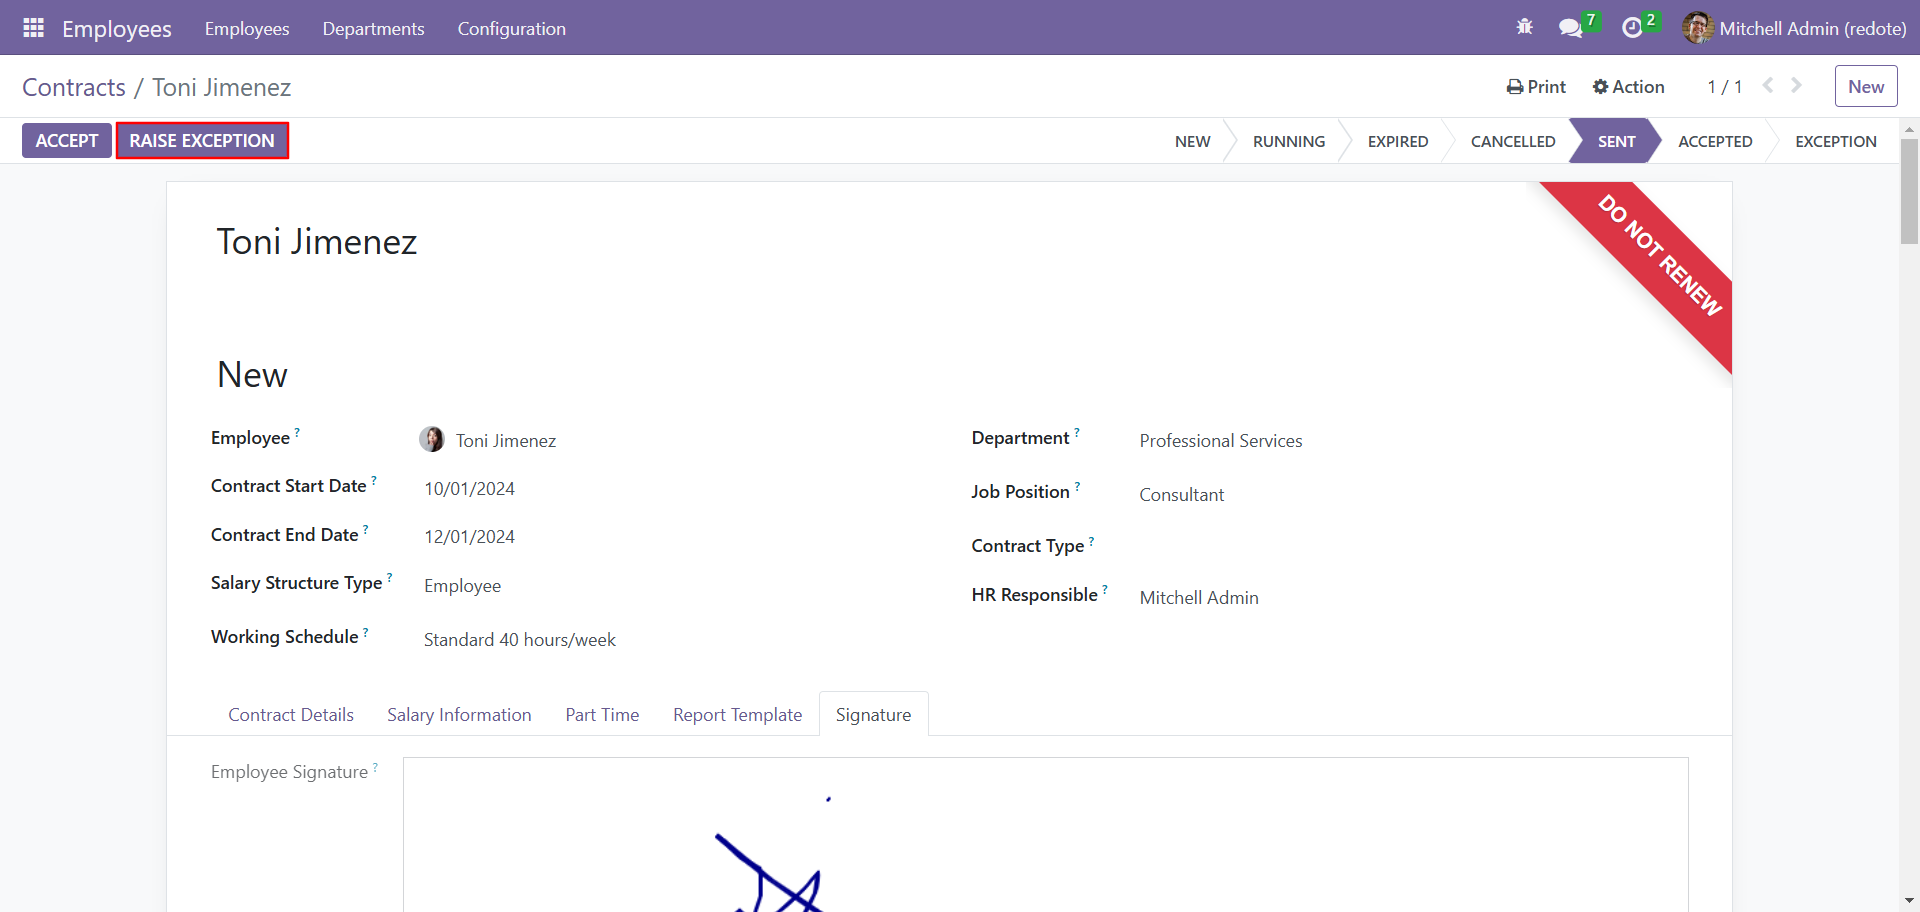 Employees Employees Departments Configuration 7 2 Mitchell Admin (redote)
Contracts / Toni Jimenez Print Action 1 / 1 New
ACCEPT RAISE EXCEPTION NEW RUNNING EXPIRED CANCELLED SENT ACCEPTED EXCEPTION
DO NOT RENEW
Toni Jimenez
New
Employee ? Toni Jimenez Department ? Professional Services
Contract Start Date ? 10/01/2024 Job Position ? Consultant
Contract End Date ? 12/01/2024 Contract Type ?
Salary Structure Type ? Employee HR Responsible ? Mitchell Admin
Working Schedule ? Standard 40 hours/week
Contract Details Salary Information Part Time Report Template Signature
Employee Signature ?